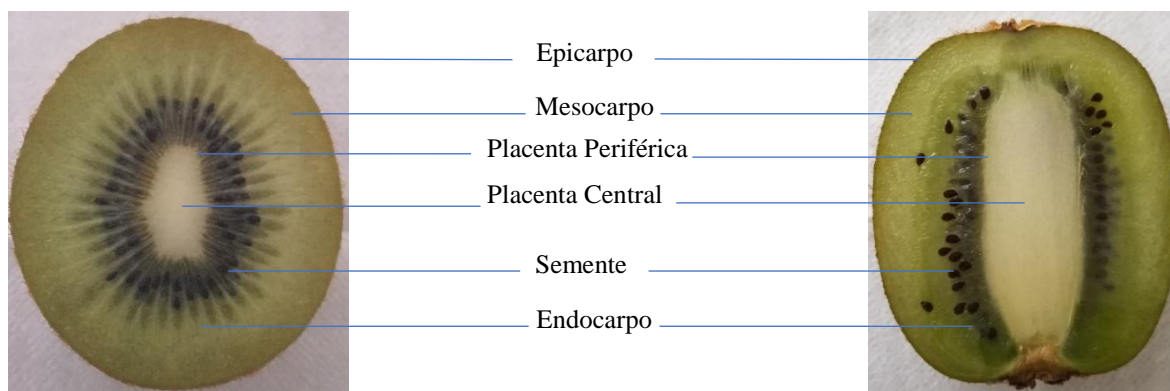 Epicarpo
Mesocarpo
Placenta Periférica
Placenta Central
Semente
Endocarpo